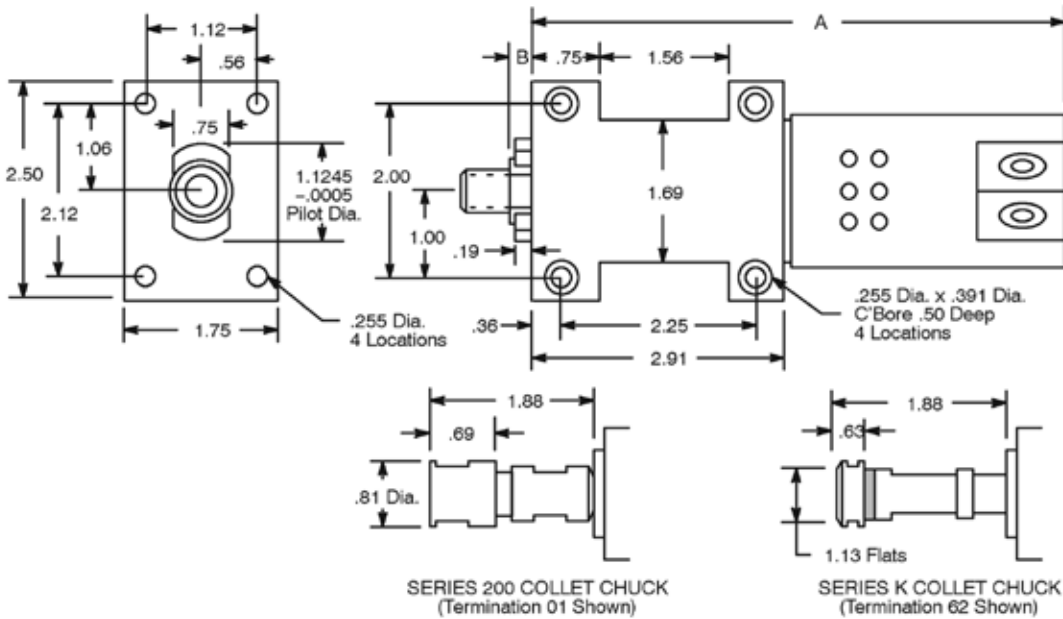 1.12
.56
.75
1.06
2.50
2.12
1.1245
–.0005
Pilot Dia.
.255 Dia.
4 Locations
1.75
A
B
.75
1.56
2.00
1.00
1.69
.19
.36
2.25
2.91
.255 Dia. x .391 Dia.
C'Bore .50 Deep
4 Locations
1.88
.69
.81 Dia.
SERIES 200 COLLET CHUCK
(Termination 01 Shown)
1.88
.63
1.13 Flats
SERIES K COLLET CHUCK
(Termination 62 Shown)